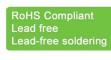 RoHS Compliant
Lead free
Lead-free soldering